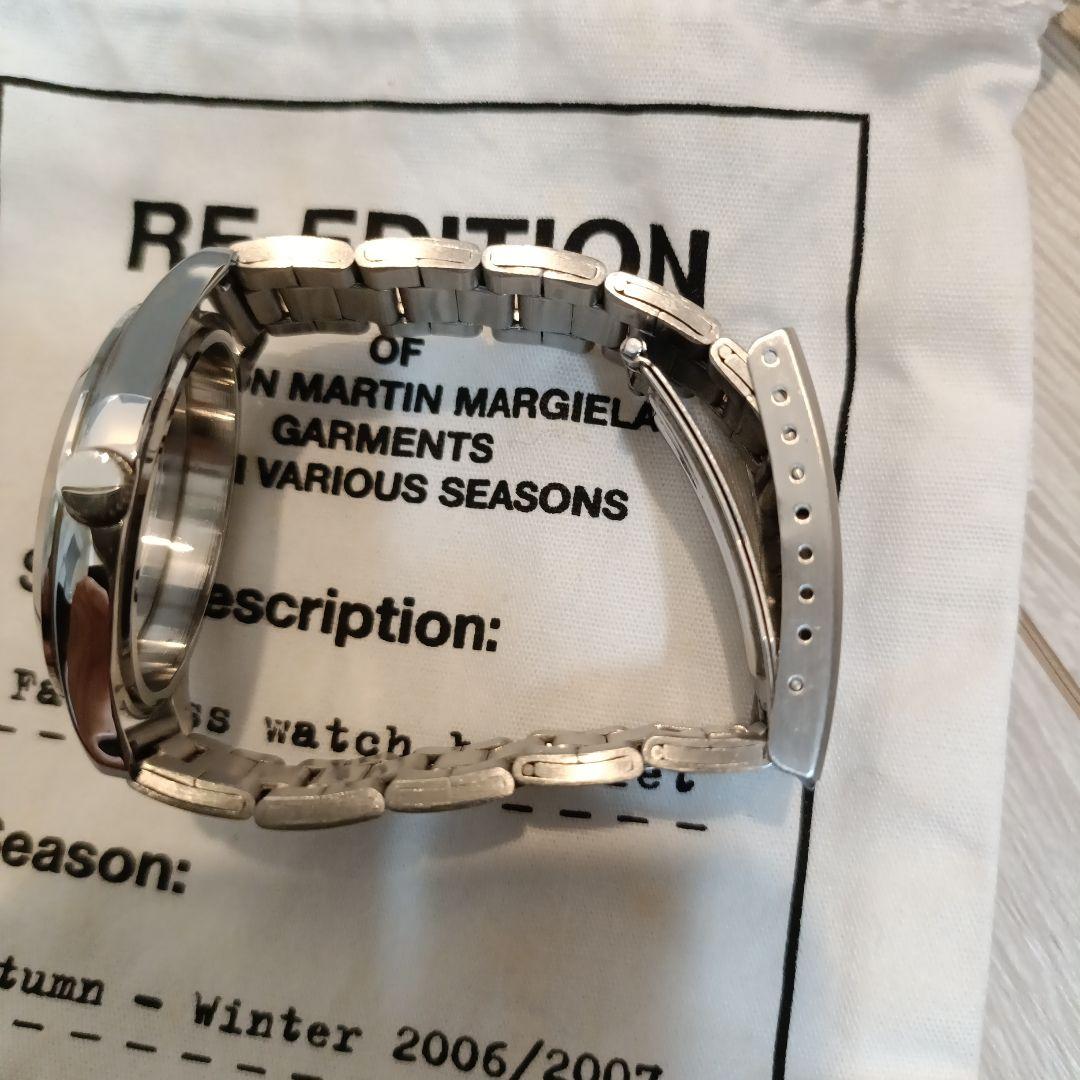 RE-EDITION
OF
MARTIN MARGIELA
GARMENTS
VARIOUS SEASONS
escription:
watch
eason:
tumn - Winter 2006/2007